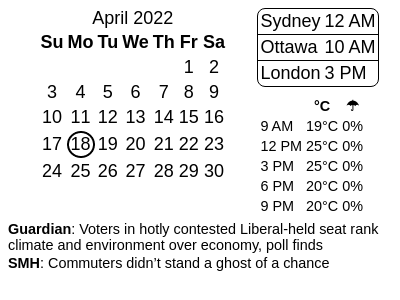 April 2022
Su Mo Tu We Th Fr Sa
1 2
3 4 5 6 7 8 9
10 11 12 13 14 15 16
17 18 19 20 21 22 23
24 25 26 27 28 29 30
Sydney 12 AM
Ottawa 10 AM
London 3 PM
°C ☂
9 AM 19°C 0%
12 PM 25°C 0%
3 PM 25°C 0%
6 PM 20°C 0%
9 PM 20°C 0%
Guardian: Voters in hotly contested Liberal-held seat rank
climate and environment over economy, poll finds
SMH: Commuters didn’t stand a ghost of a chance